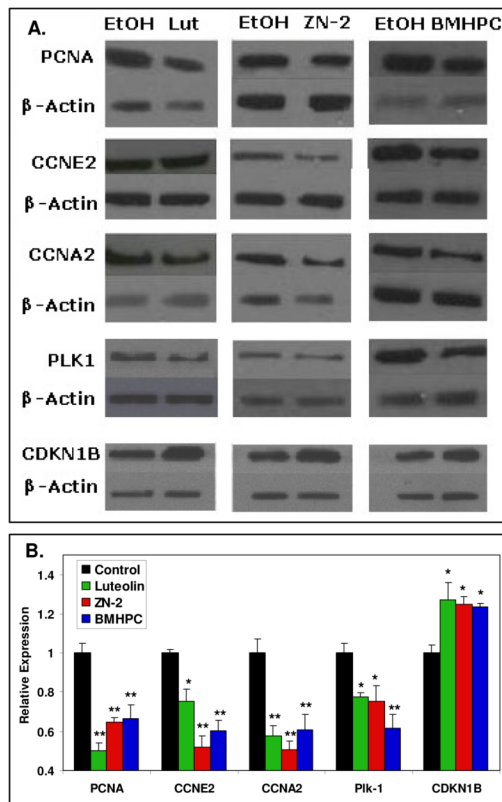 A.
EtOH Lut EtOH ZN-2 EtOH BMHPC
PCNA
β-Actin
CCNE2
β-Actin
CCNA2
β-Actin
PLK1
β-Actin
CDKN1B
β-Actin
B.
Control
Luteolin
ZN-2
BMHPC
Relative Expression
1.4
1.2
1
0.8
0.6
0.4
** ** **
* ** **
** ** **
* * **
* * *
PCNA CCNE2 CCNA2 Plk-1 CDKN1B